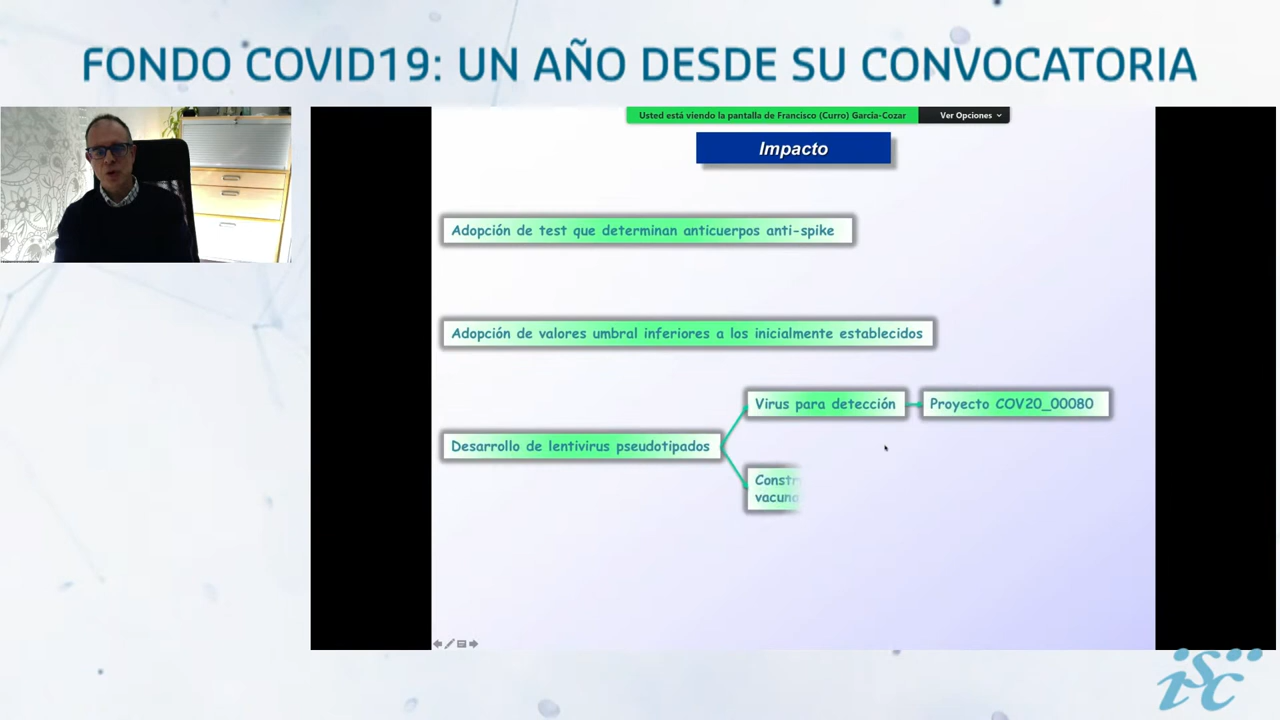 FONDO COVID19: UN AÑO DESDE SU CONVOCATORIA
Usted está viendo la pantalla de Francisco (Curro) García-Cozar
Ver Opciones
Impacto
Adopción de test que determinan anticuerpos anti-spike
Adopción de valores umbral inferiores a los inicialmente establecidos
Virus para detección
Proyecto COV20_00080
Desarrollo de lentivirus pseudotipados
Constr
vacuna
isc